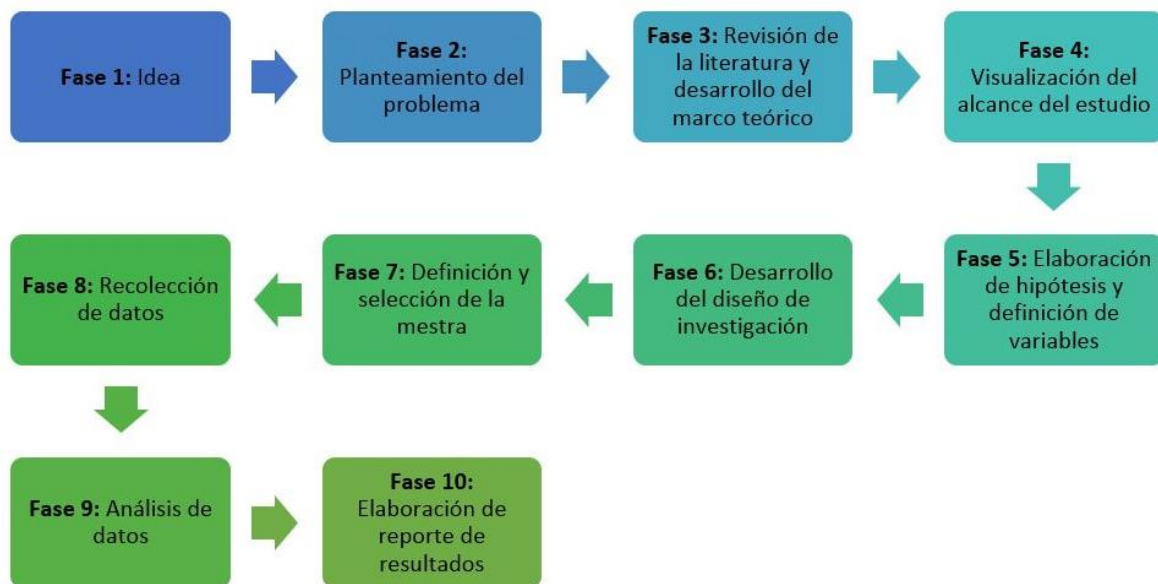 Fase 1: Idea
Fase 2:
Planteamiento del
problema
Fase 3: Revisión de
la literatura y
desarrollo del
marco teórico
Fase 4:
Visualización del
alcance del estudio
Fase 5: Elaboración
de hipótesis y
definición de
variables
Fase 6: Desarrollo
del diseño de
investigación
Fase 7: Definición y
selección de la
mestra
Fase 8: Recolección
de datos
Fase 9: Análisis de
datos
Fase 10:
Elaboración de
reporte de
resultados